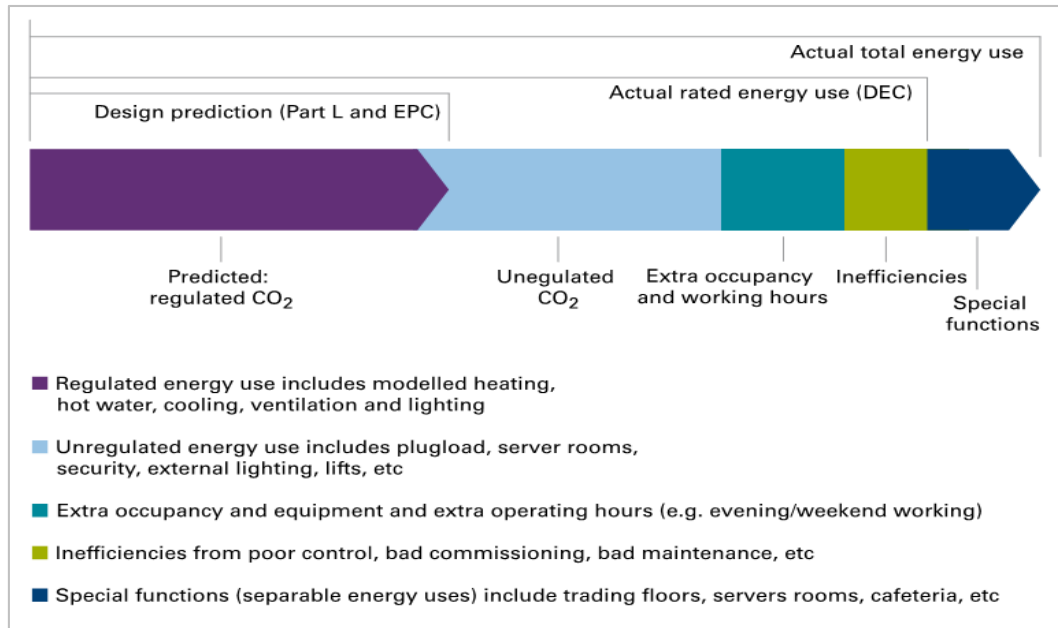 Actual total energy use
Actual rated energy use (DEC)
Design prediction (Part L and EPC)
Predicted:
regulated CO2
Unegulated
CO2
Extra occupancy
and working hours
Inefficiencies
Special
functions
Regulated energy use includes modelled heating,
hot water, cooling, ventilation and lighting
Unregulated energy use includes plugload, server rooms,
security, external lighting, lifts, etc
Extra occupancy and equipment and extra operating hours (e.g. evening/weekend working)
Inefficiencies from poor control, bad commissioning, bad maintenance, etc
Special functions (separable energy uses) include trading floors, servers rooms, cafeteria, etc